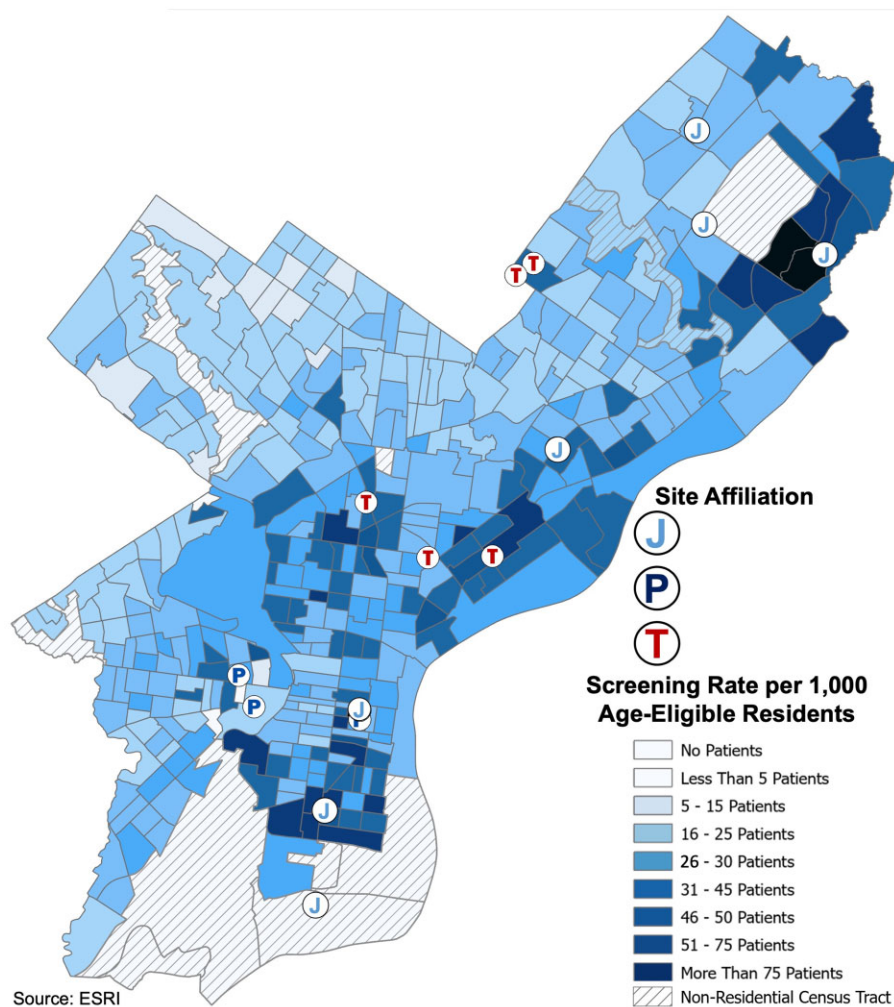 J
J
J
T
T
J
T
T
T
P
P
J
P
J
J
Site Affiliation
J
P
T
Screening Rate per 1,000
Age-Eligible Residents
No Patients
Less Than 5 Patients
5 - 15 Patients
16 - 25 Patients
26 - 30 Patients
31 - 45 Patients
46 - 50 Patients
51 - 75 Patients
More Than 75 Patients
Non-Residential Census Tract
Source: ESRI